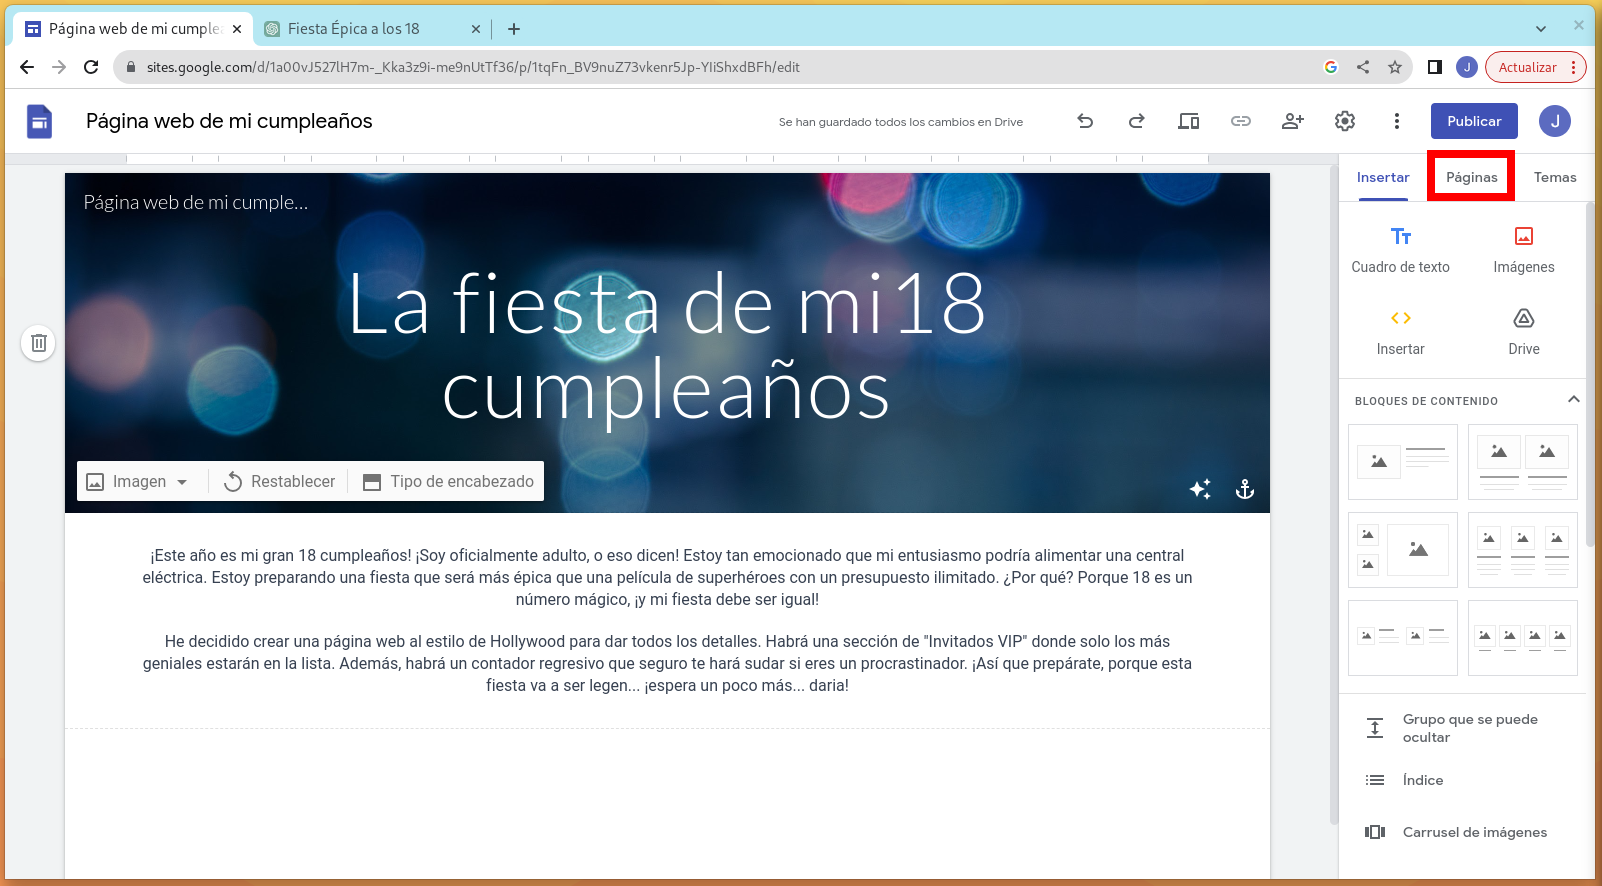 Página web de mi cumplea
Fiesta Épica a los 18
sites.google.com/d/1a00vJ527lH7m-_Kka3z9i-me9nUtTf36/p/1tqFn_BV9nuZ73vkenr5Jp-YIiShxdBFh/edit
J
Actualizar
Página web de mi cumpleaños
Se han guardado todos los cambios en Drive
Publicar
J
Insertar
Páginas
Temas
Página web de mi cumple...
La fiesta de mi18
cumpleaños
Imagen
Restablecer
Tipo de encabezado
¡Este año es mi gran 18 cumpleaños! ¡Soy oficialmente adulto, o eso dicen! Estoy tan emocionado que mi entusiasmo podría alimentar una central
eléctrica. Estoy preparando una fiesta que será más épica que una película de superhéroes con un presupuesto ilimitado. ¿Por qué? Porque 18 es un
número mágico, ¡y mi fiesta debe ser igual!
He decidido crear una página web al estilo de Hollywood para dar todos los detalles. Habrá una sección de "Invitados VIP" donde solo los más
geniales estarán en la lista. Además, habrá un contador regresivo que seguro te hará sudar si eres un procrastinador. ¡Así que prepárate, porque esta
fiesta va a ser legen... ¡espera un poco más... daria!
Cuadro de texto
Imágenes
Insertar
Drive
BLOQUES DE CONTENIDO
Grupo que se puede
ocultar
Índice
Carrusel de imágenes